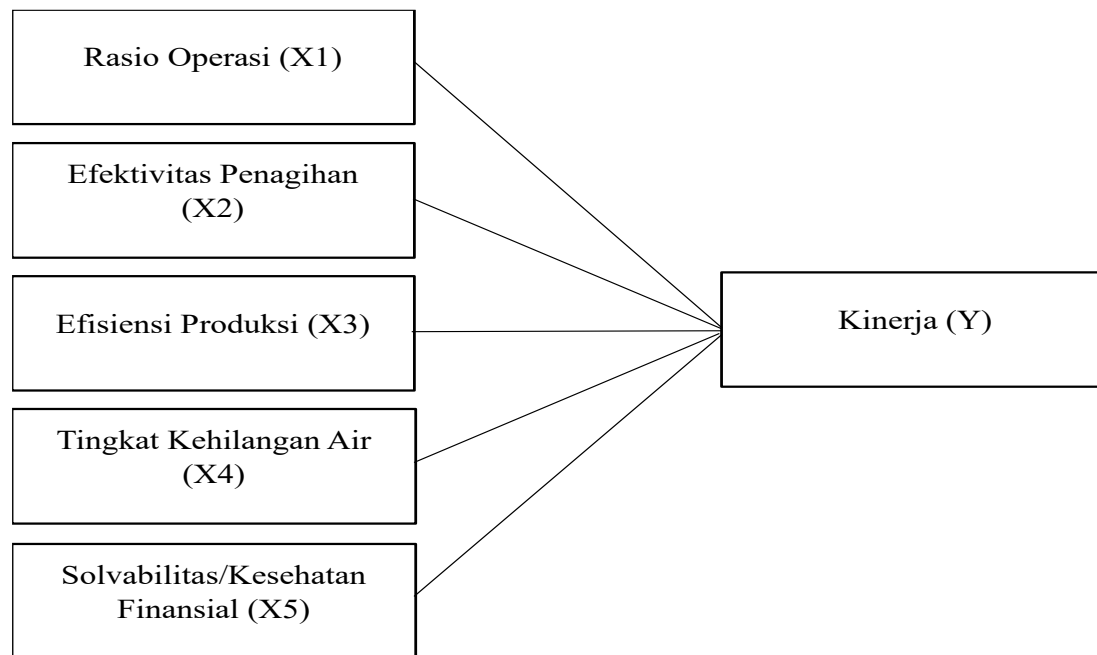 Rasio Operasi (X1)
Efektivitas Penagihan
(X2)
Efisiensi Produksi (X3)
Kinerja (Y)
Tingkat Kehilangan Air
(X4)
Solvabilitas/Kesehatan
Finansial (X5)